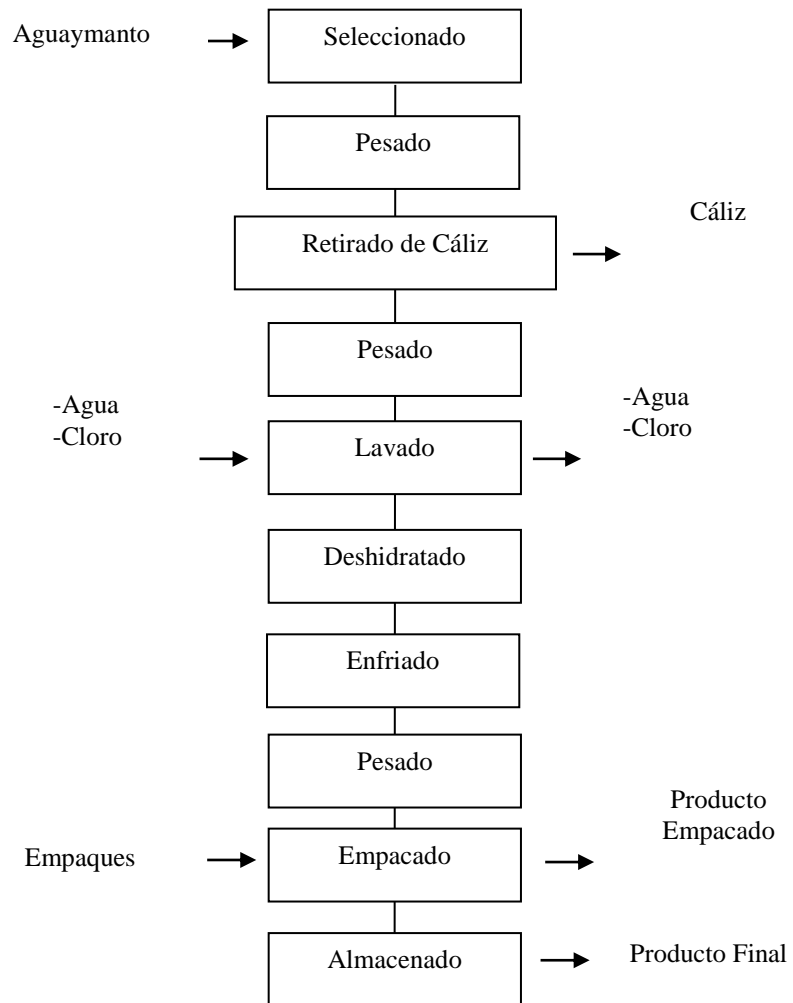 Aguaymanto
Seleccionado
Pesado
Cáliz
Retirado de Cáliz
Pesado
-Agua
-Cloro
Lavado
-Agua
-Cloro
Deshidratado
Enfriado
Pesado
Producto
Empacado
Empaques
Empacado
Almacenado
Producto Final